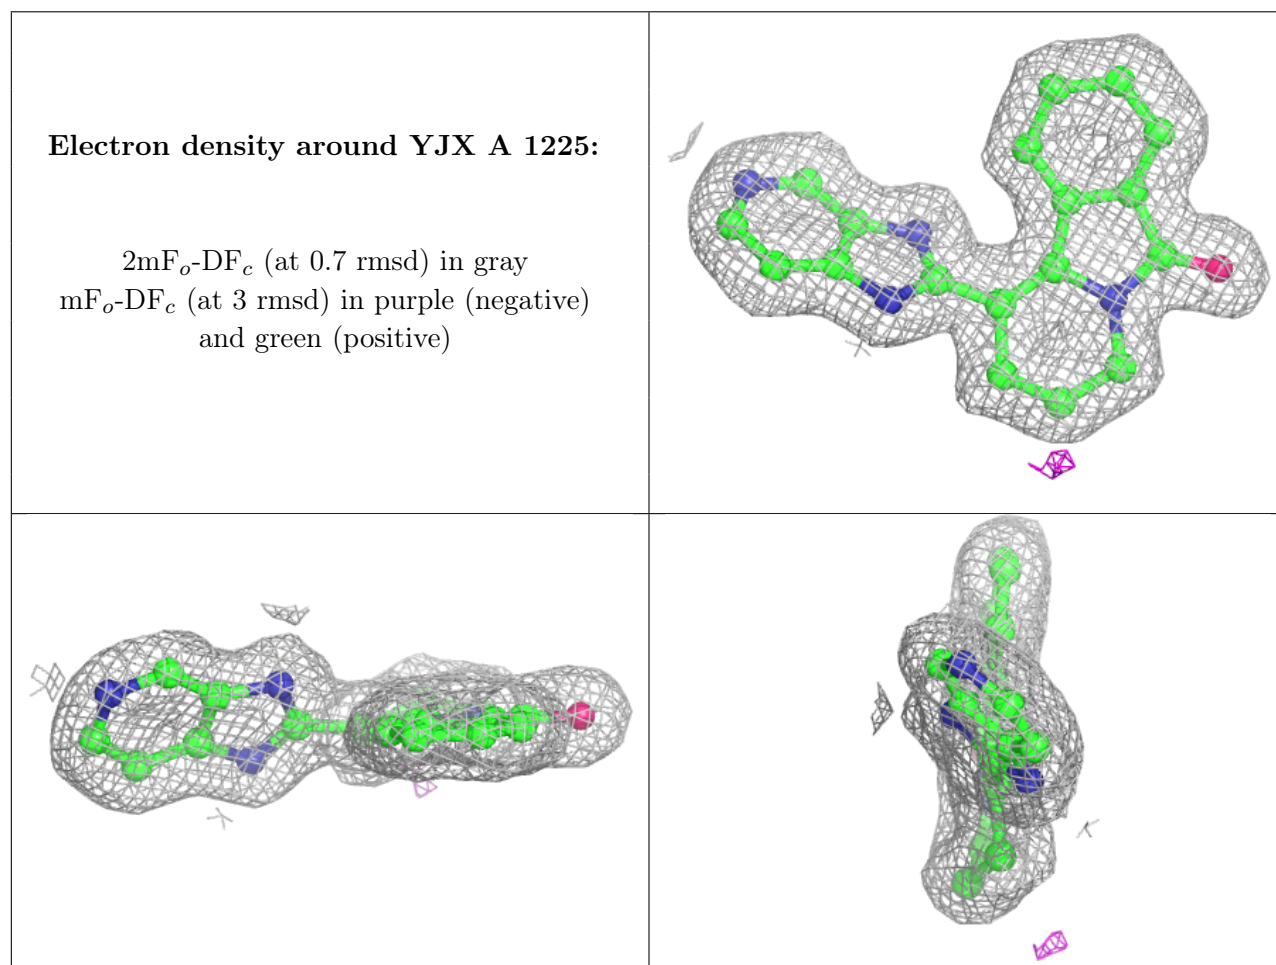 Electron density around YJX A 1225:
2mFo-DFc (at 0.7 rmsd) in gray
mFo-DFc (at 3 rmsd) in purple (negative)
and green (positive)